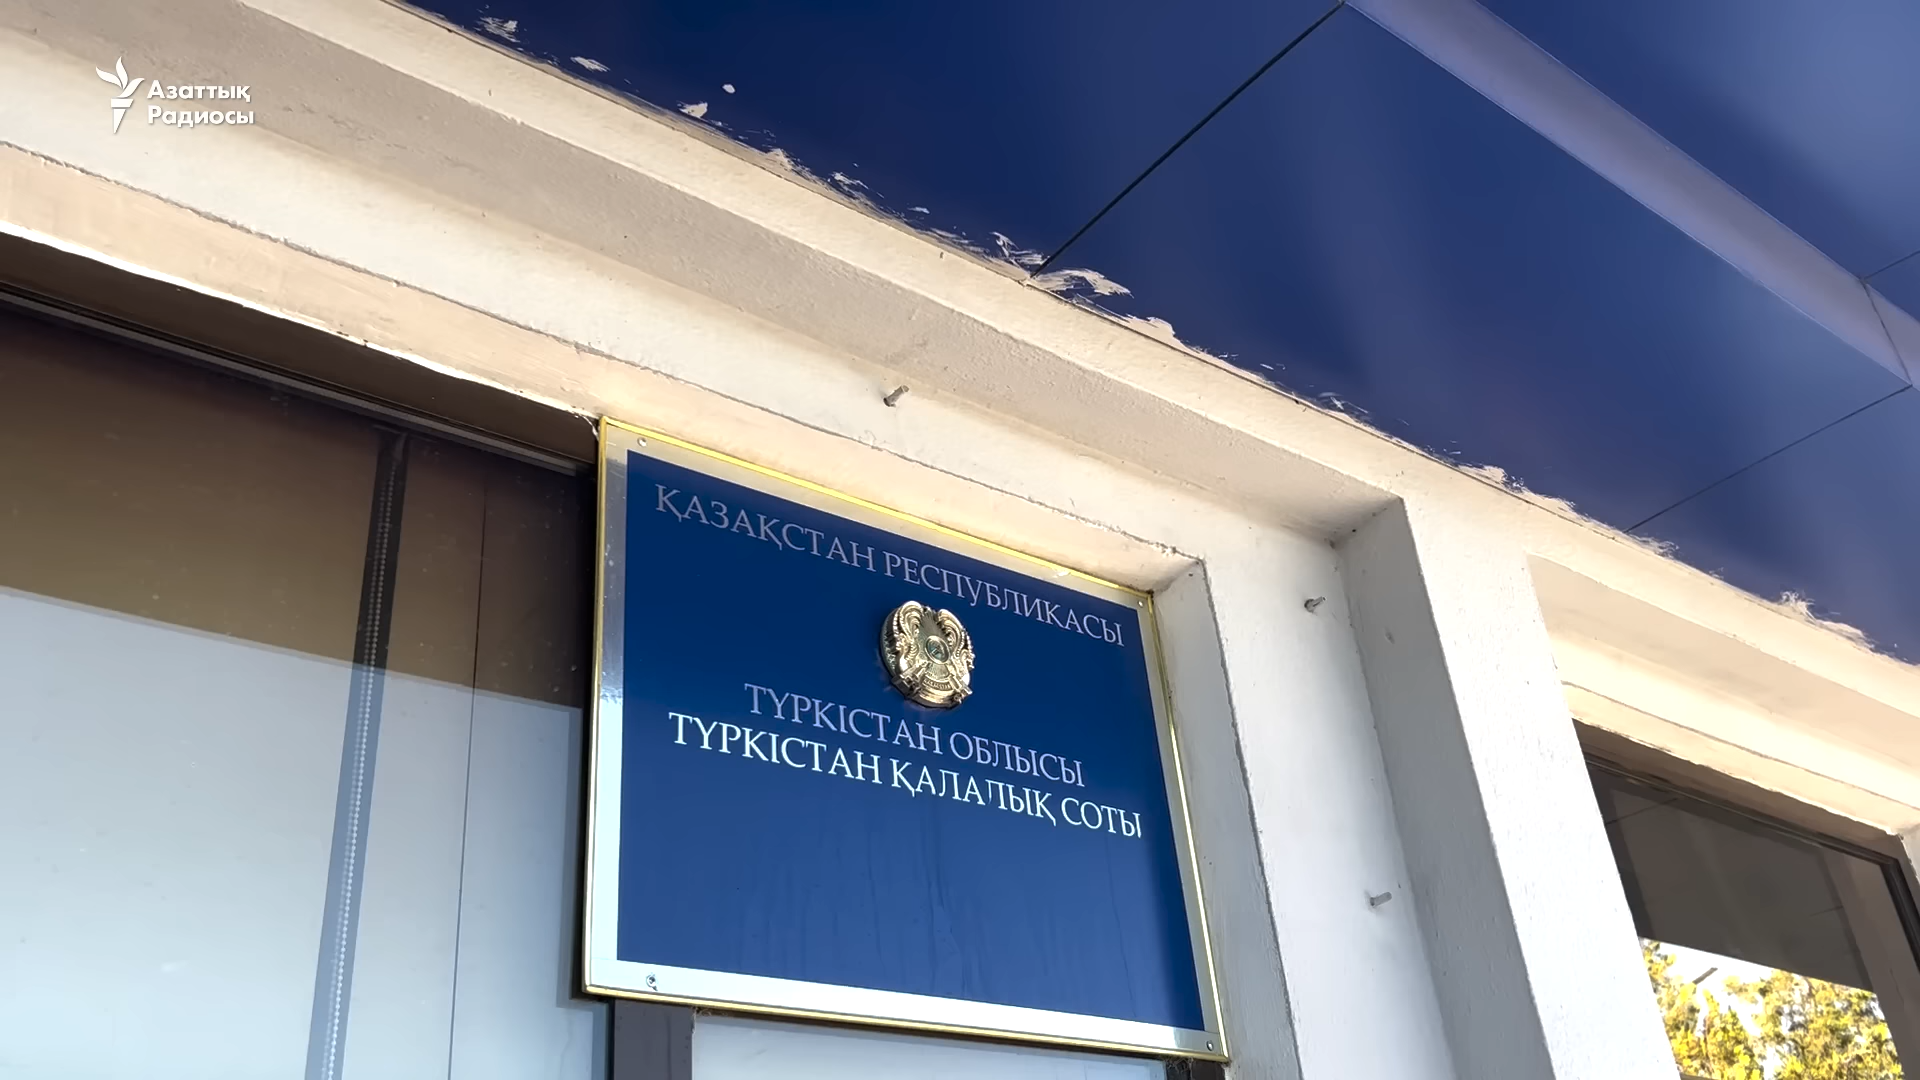 Азаттық
Радиосы
ҚАЗАҚСТАН РЕСПУБЛИКАСЫ
ТҮРКІСТАН ОБЛЫСЫ
ТҮРКІСТАН ҚАЛАЛЫҚ СОТЫ